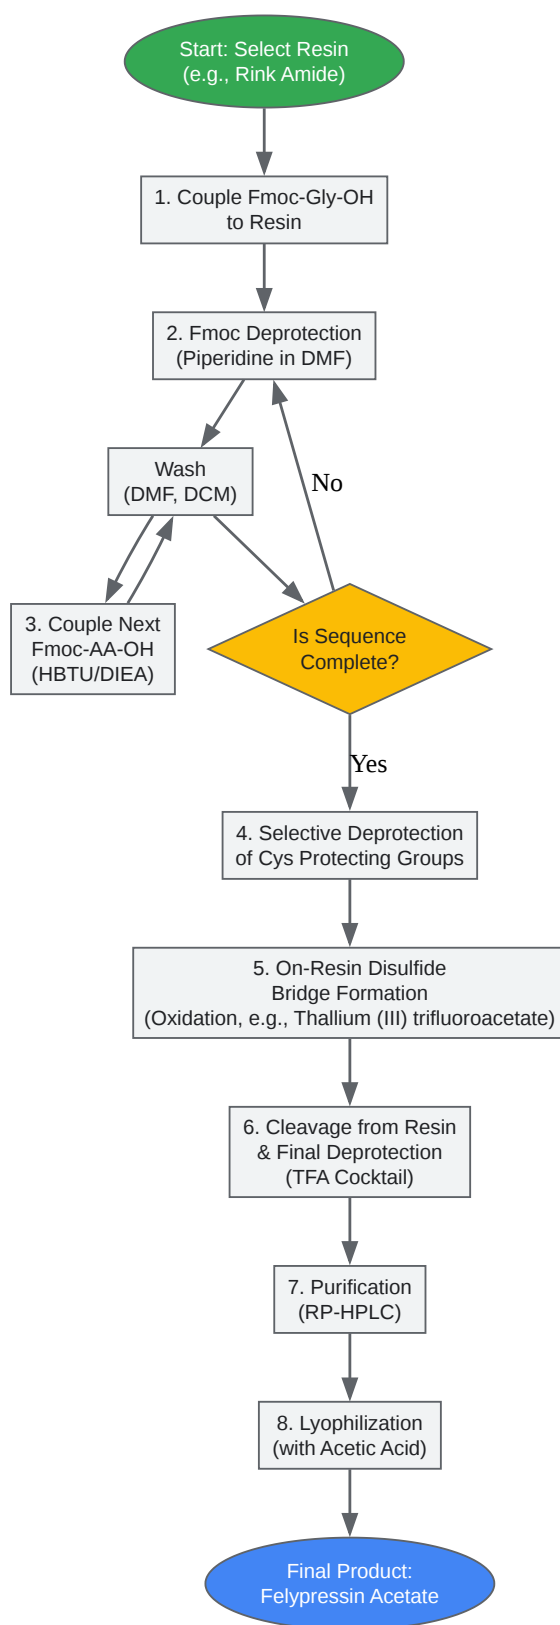 Start: Select Resin
(e.g., Rink Amide)
1. Couple Fmoc-Gly-OH
to Resin
2. Fmoc Deprotection
(Piperidine in DMF)
Wash
(DMF, DCM)
No
3. Couple Next
Fmoc-AA-OH
(HBTU/DIEA)
Is Sequence
Complete?
Yes
4. Selective Deprotection
of Cys Protecting Groups
5. On-Resin Disulfide
Bridge Formation
(Oxidation, e.g., Thallium (III) trifluoroacetate)
6. Cleavage from Resin
& Final Deprotection
(TFA Cocktail)
7. Purification
(RP-HPLC)
8. Lyophilization
(with Acetic Acid)
Final Product:
Felypressin Acetate